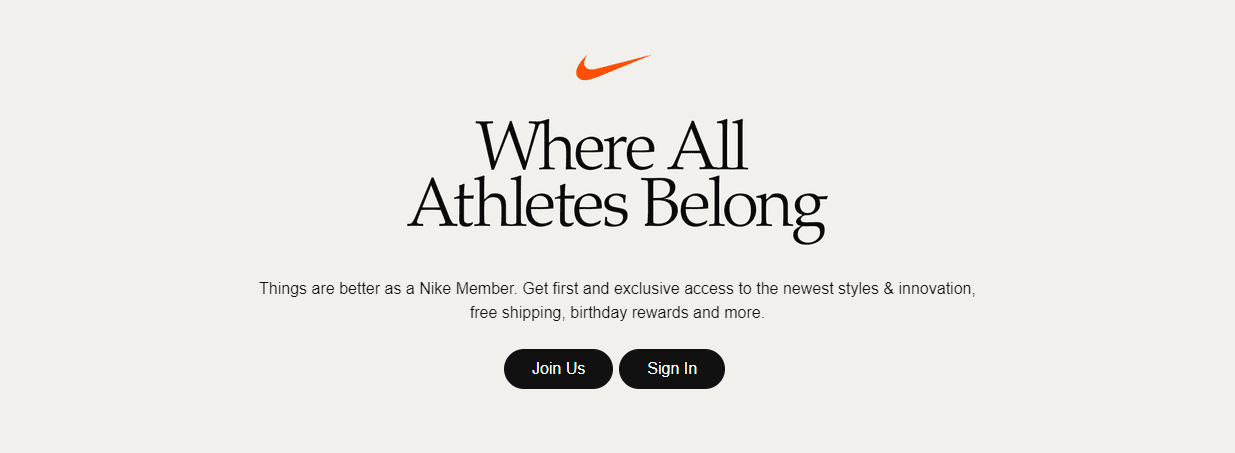 Where All
Athletes Belong
Things are better as a Nike Member. Get first and exclusive access to the newest styles & innovation,
free shipping, birthday rewards and more.
Join Us
Sign In